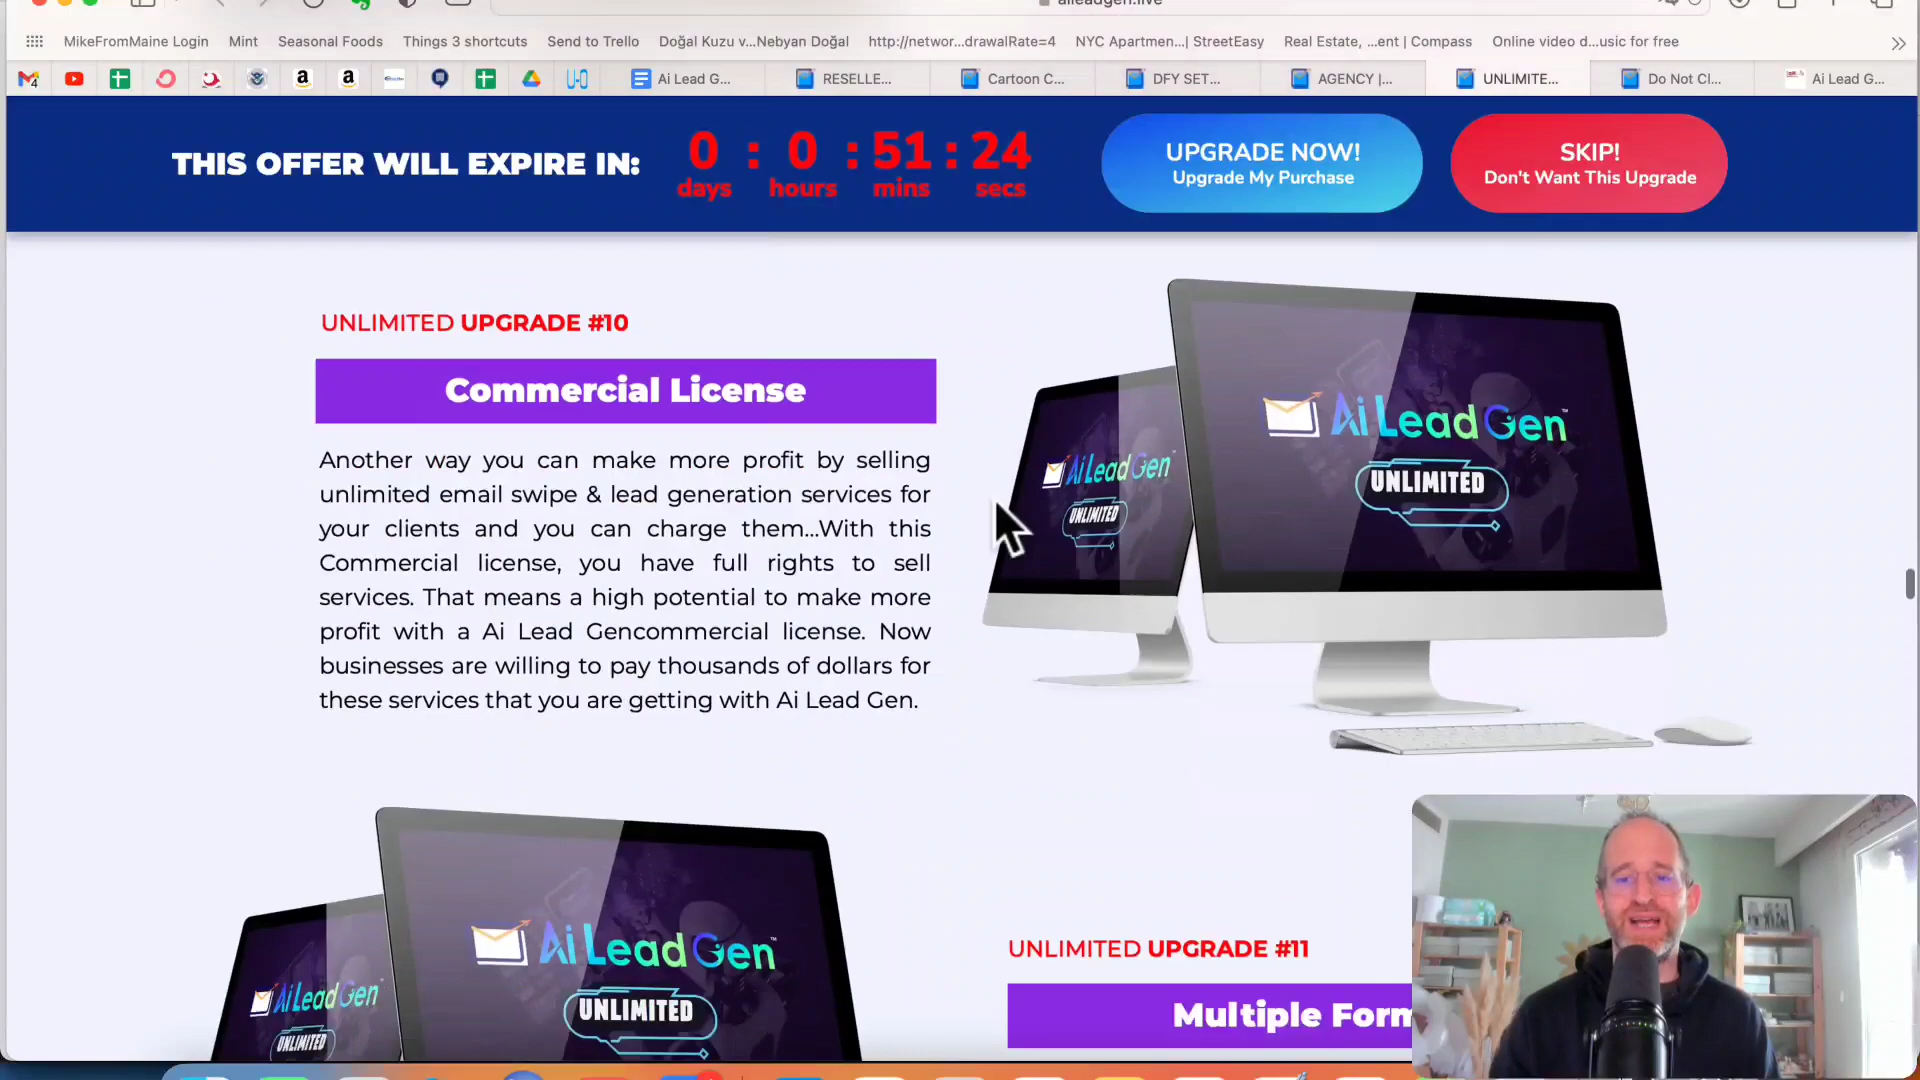 aileadgen.live
MikeFromMaine Login
Mint
Seasonal Foods
Things 3 shortcuts
Send to Trello
Doğal Kuzu v...Nebyan Doğal
http://networ...drawalRate=4
NYC Apartmen...| StreetEasy
Real Estate, ...ent | Compass
Online video d...usic for free
Ai Lead G...
RESELLE...
Cartoon C...
DFY SET...
AGENCY |...
UNLIMITE...
Do Not Cl...
Ai Lead G...
THIS OFFER WILL EXPIRE IN:
0 : 0 : 51 : 24
days hours mins secs
UPGRADE NOW!
Upgrade My Purchase
SKIP!
Don't Want This Upgrade
UNLIMITED UPGRADE #10
Commercial License
Another way you can make more profit by selling
unlimited email swipe & lead generation services for
your clients and you can charge them...With this
Commercial license, you have full rights to sell
services. That means a high potential to make more
profit with a Ai Lead Gencommercial license. Now
businesses are willing to pay thousands of dollars for
these services that you are getting with Ai Lead Gen.
Ai Lead Gen™
UNLIMITED
Ai Lead Gen™
UNLIMITED
Ai Lead Gen™
UNLIMITED
Ai Lead Gen™
UNLIMITED
UNLIMITED UPGRADE #11
Multiple Form